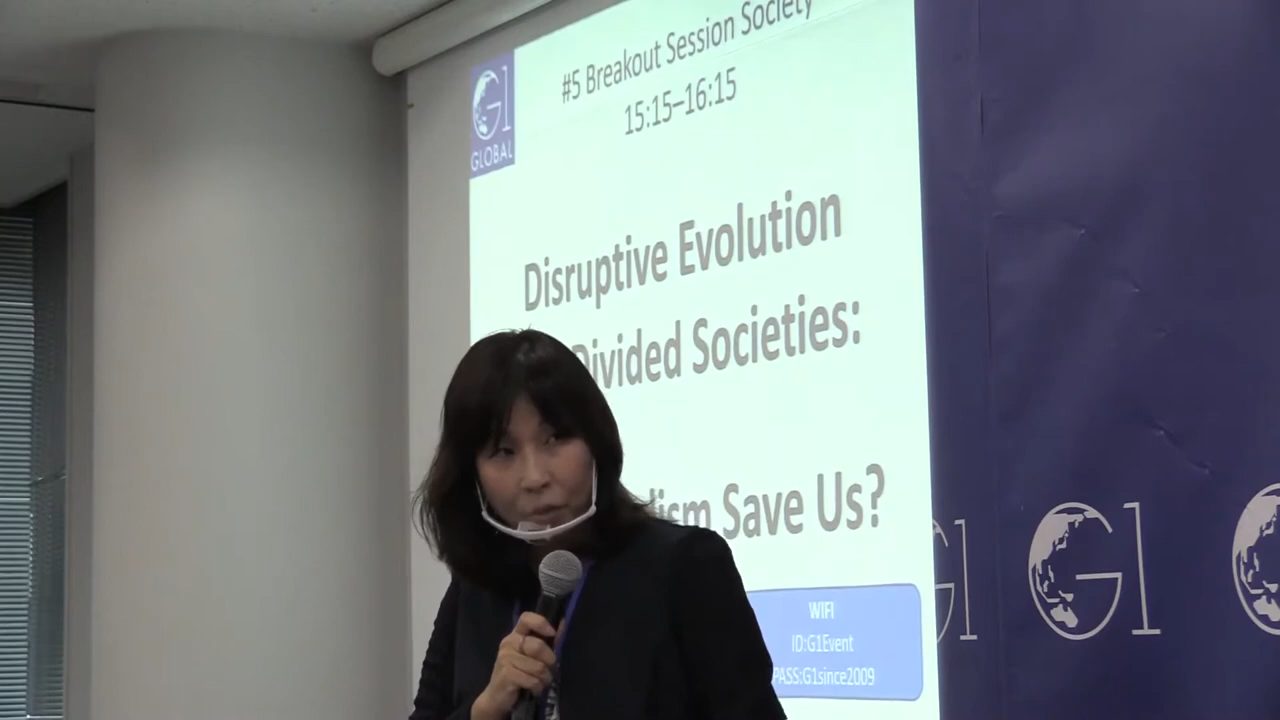 #5 Breakout Session Society
15:15–16:15
G1
GLOBAL
Disruptive Evolution
Divided Societies:
Save Us?
WIFI
ID:G1Event
PASS:G1since2009
G1
G1